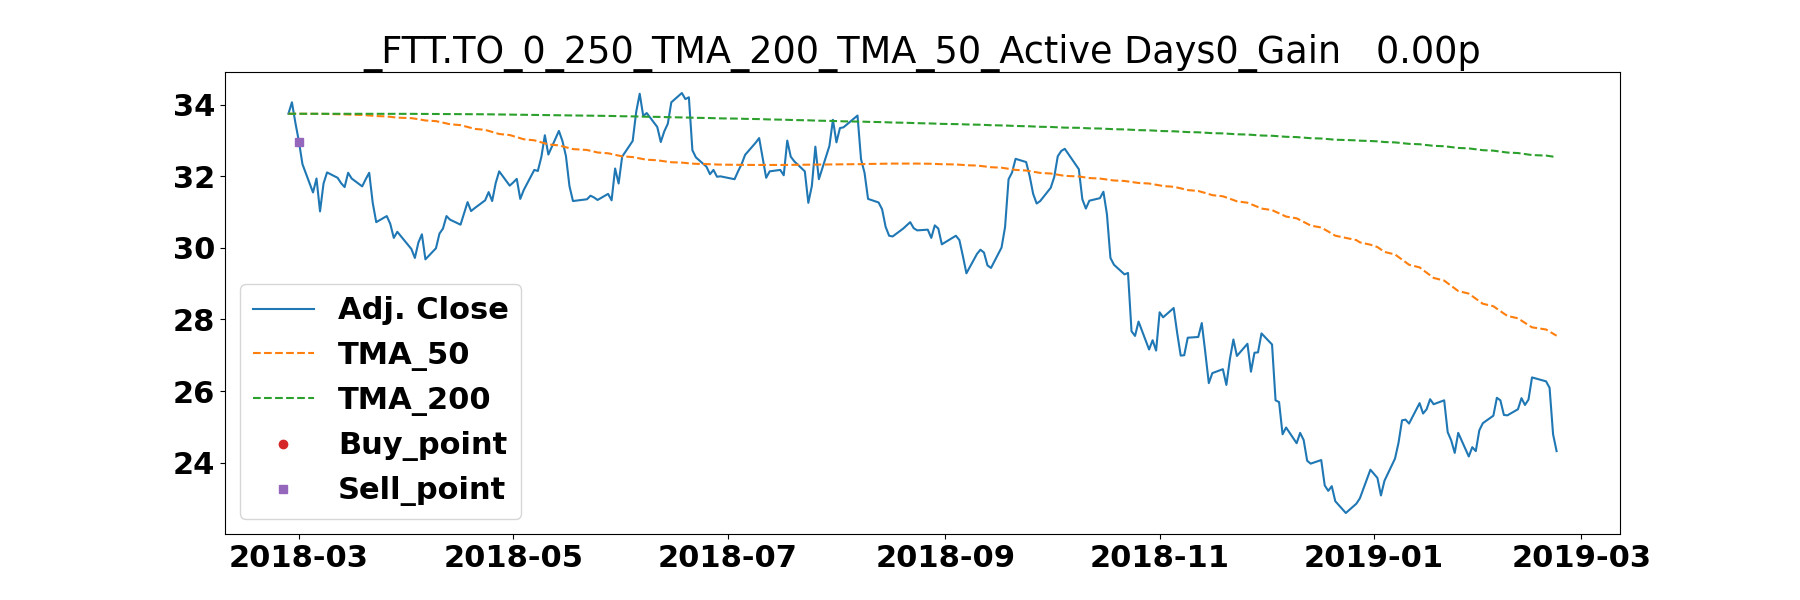 _FTT.TO_0_250_TMA_200_TMA_50_Active Days0_Gain   0.00p
34
32
30
28
26
24
Adj. Close
TMA_50
TMA_200
Buy_point
Sell_point
2018-03 2018-05 2018-07 2018-09 2018-11 2019-01 2019-03